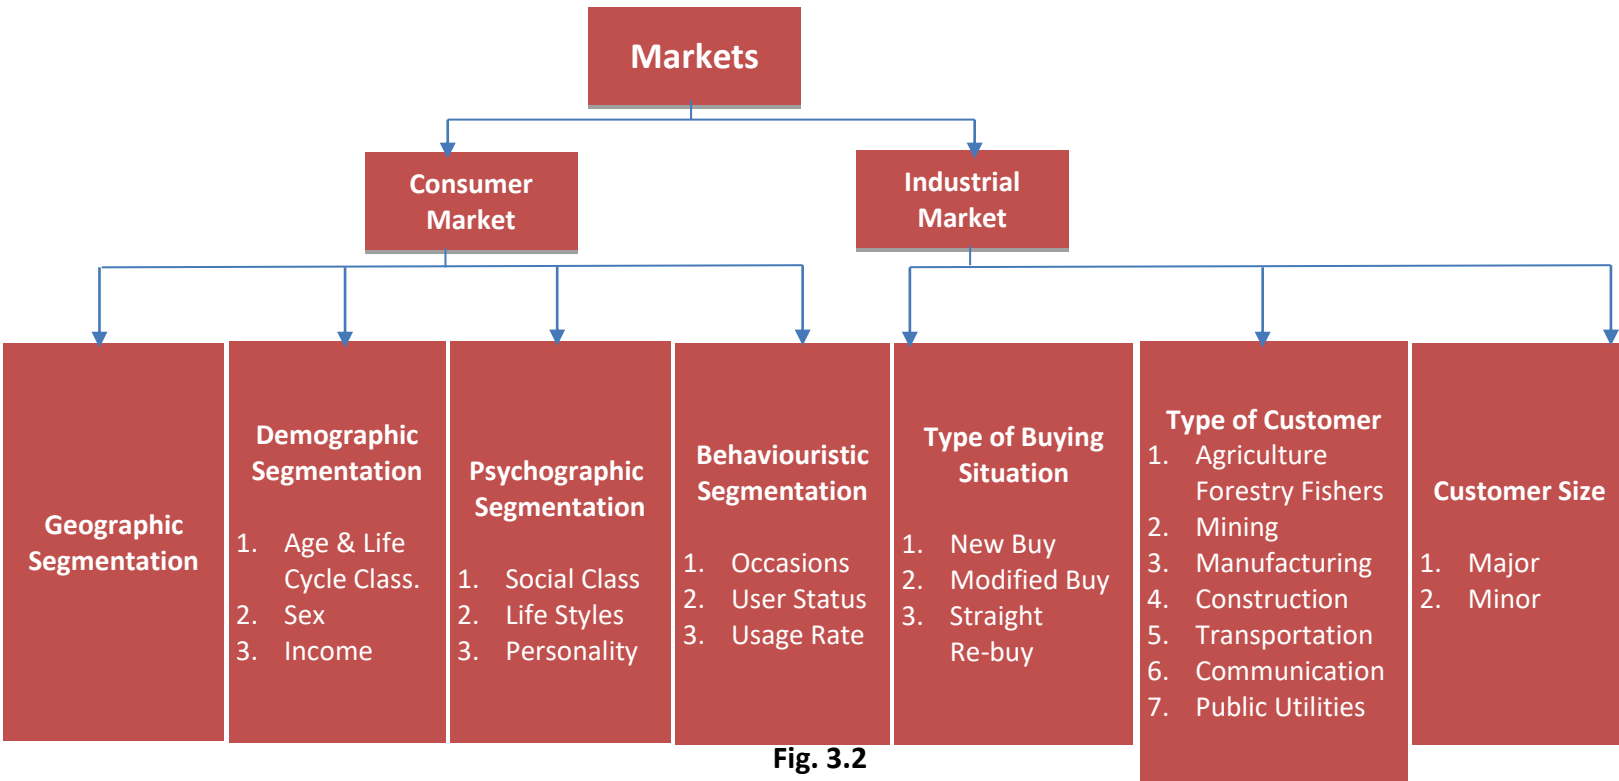 Markets
Consumer
Market
Industrial
Market
Geographic
Segmentation
Demographic
Segmentation
1. Age & Life
Cycle Class.
2. Sex
3. Income
Psychographic
Segmentation
1. Social Class
2. Life Styles
3. Personality
Behaviouristic
Segmentation
1. Occasions
2. User Status
3. Usage Rate
Type of Buying
Situation
1. New Buy
2. Modified Buy
3. Straight
Re-buy
Type of Customer
1. Agriculture
Forestry Fishers
2. Mining
3. Manufacturing
4. Construction
5. Transportation
6. Communication
7. Public Utilities
Customer Size
1. Major
2. Minor
Fig. 3.2